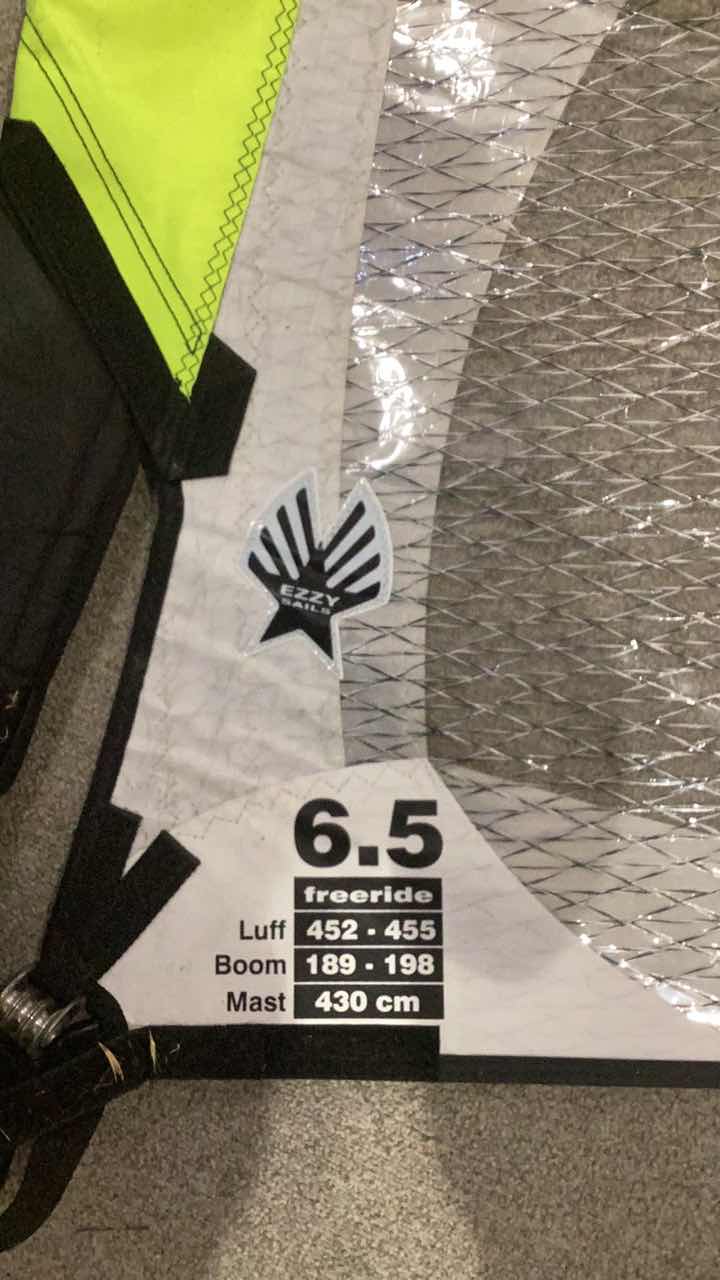 EZZY
SAILS
6.5
freeride
Luff 452 - 455
Boom 189 - 198
Mast 430 cm